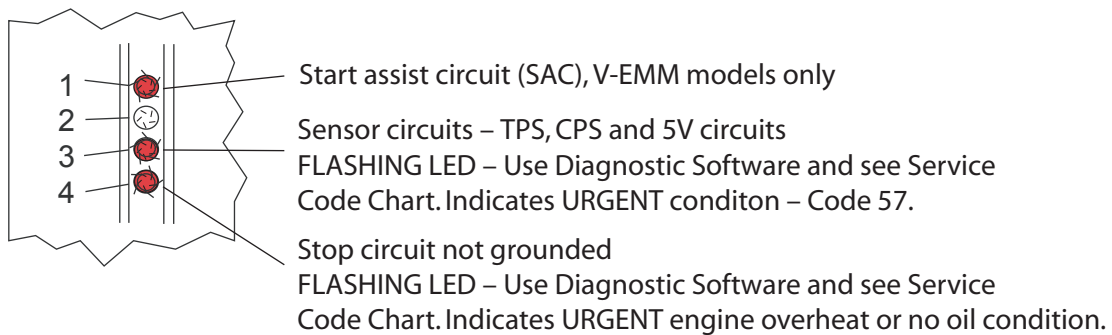 1
2
3
4
Start assist circuit (SAC), V-EMM models only
Sensor circuits – TPS, CPS and 5V circuits
FLASHING LED – Use Diagnostic Software and see Service
Code Chart. Indicates URGENT conditon – Code 57.
Stop circuit not grounded
FLASHING LED – Use Diagnostic Software and see Service
Code Chart. Indicates URGENT engine overheat or no oil condition.